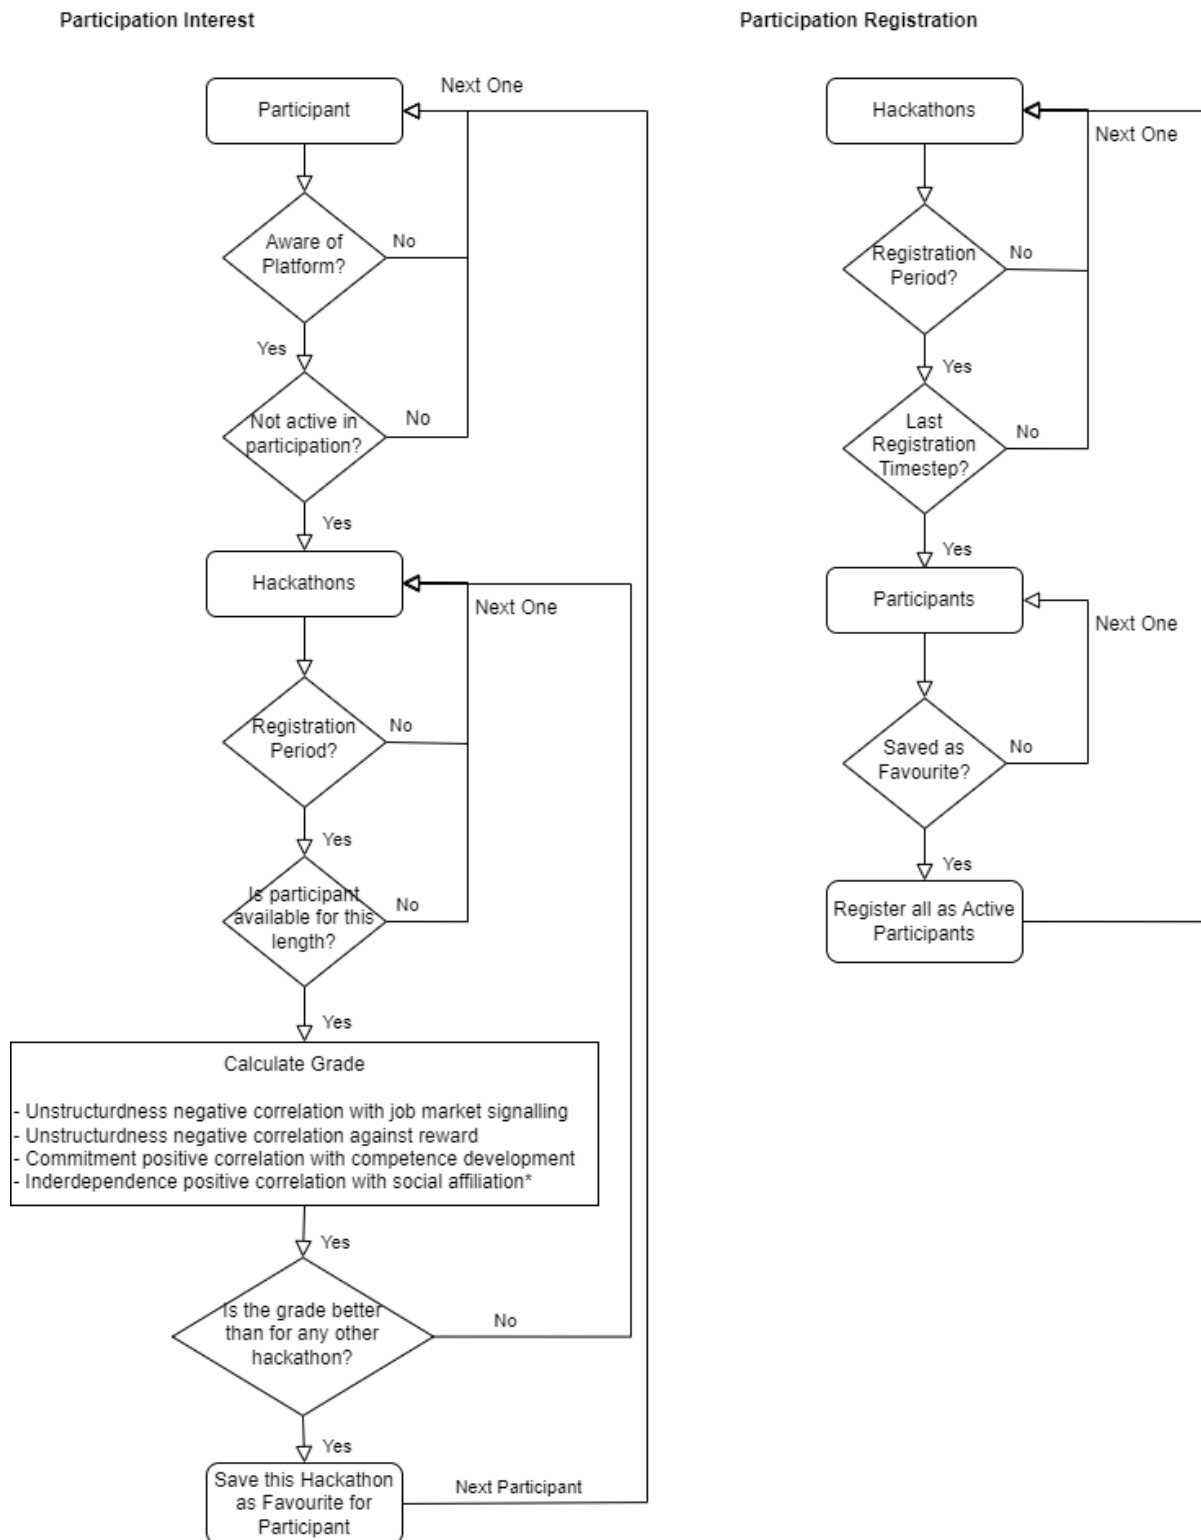 Participation Interest
Participant
Next One
Aware of
Platform?
No
Yes
Not active in
participation?
No
Yes
Hackathons
Next One
Registration
Period?
No
Yes
Is participant
available for this
length?
No
Yes
Calculate Grade
- Unstructurdness negative correlation with job market signalling
- Unstructurdness negative correlation against reward
- Commitment positive correlation with competence development
- Inderdependence positive correlation with social affiliation*
Yes
Is the grade better
than for any other
hackathon?
No
Yes
Save this Hackathon
as Favourite for
Participant
Next Participant
Participation Registration
Hackathons
Next One
Registration
Period?
No
Yes
Last
Registration
Timestep?
No
Yes
Participants
Next One
Saved as
Favourite?
No
Yes
Register all as Active
Participants